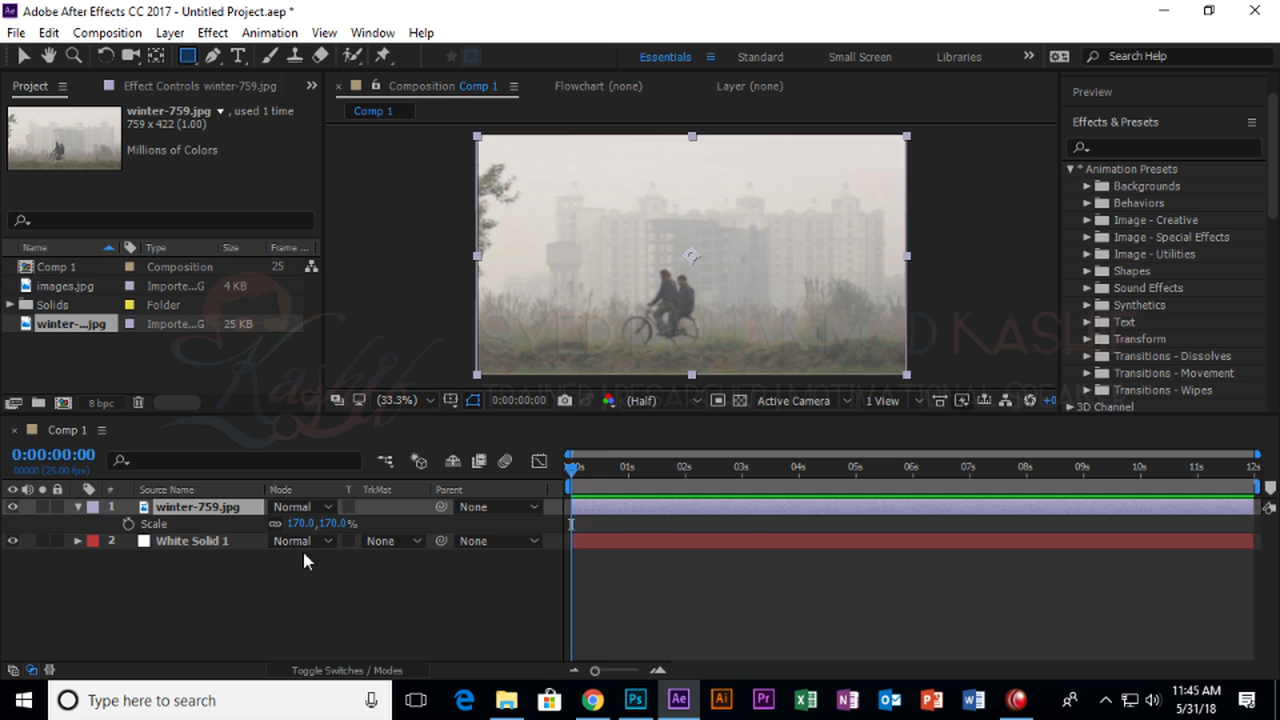 Adobe After Effects CC 2017 - Untitled Project.aep *
File Edit Composition Layer Effect Animation View Window Help
Essentials Standard Small Screen Libraries Search Help
Project Effect Controls winter-759.jpg
winter-759.jpg , used 1 time
759 x 422 (1.00)
Millions of Colors
Name Type Size Frame ...
Comp 1 Composition 25
images.jpg Importe...G 4 KB
Solids Folder
winter-...jpg Importe...G 25 KB
8 bpc
Composition Comp 1 Flowchart (none) Layer (none)
Comp 1
(33.3%) 0:00:00:00 (Half) Active Camera 1 View +0
Preview
Effects & Presets
* Animation Presets
Backgrounds
Behaviors
Image - Creative
Image - Special Effects
Image - Utilities
Shapes
Sound Effects
Synthetics
Text
Transform
Transitions - Dissolves
Transitions - Movement
Transitions - Wipes
3D Channel
Kashif
TRAINER | RESEARCHER | MOTIVATIONAL
Comp 1
0:00:00:00
00000 (25.00 fps)
01s 02s 03s 04s 05s 06s 07s 08s 09s 10s 11s 12s
# Source Name Mode T TrkMat Parent
1 winter-759.jpg Normal None
Scale 170.0,170.0%
2 White Solid 1 Normal None None
Toggle Switches / Modes
Type here to search
Ps Ae Ai Pr
11:45 AM
5/31/18